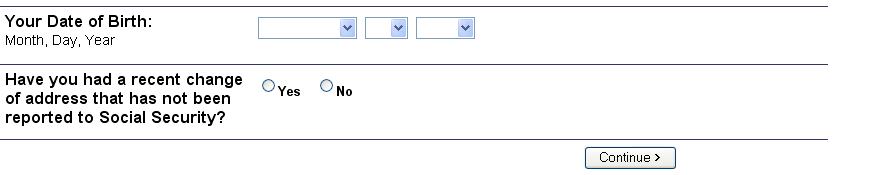 Your Date of Birth:
Month, Day, Year
Have you had a recent change
of address that has not been
reported to Social Security?
Yes No
Continue >